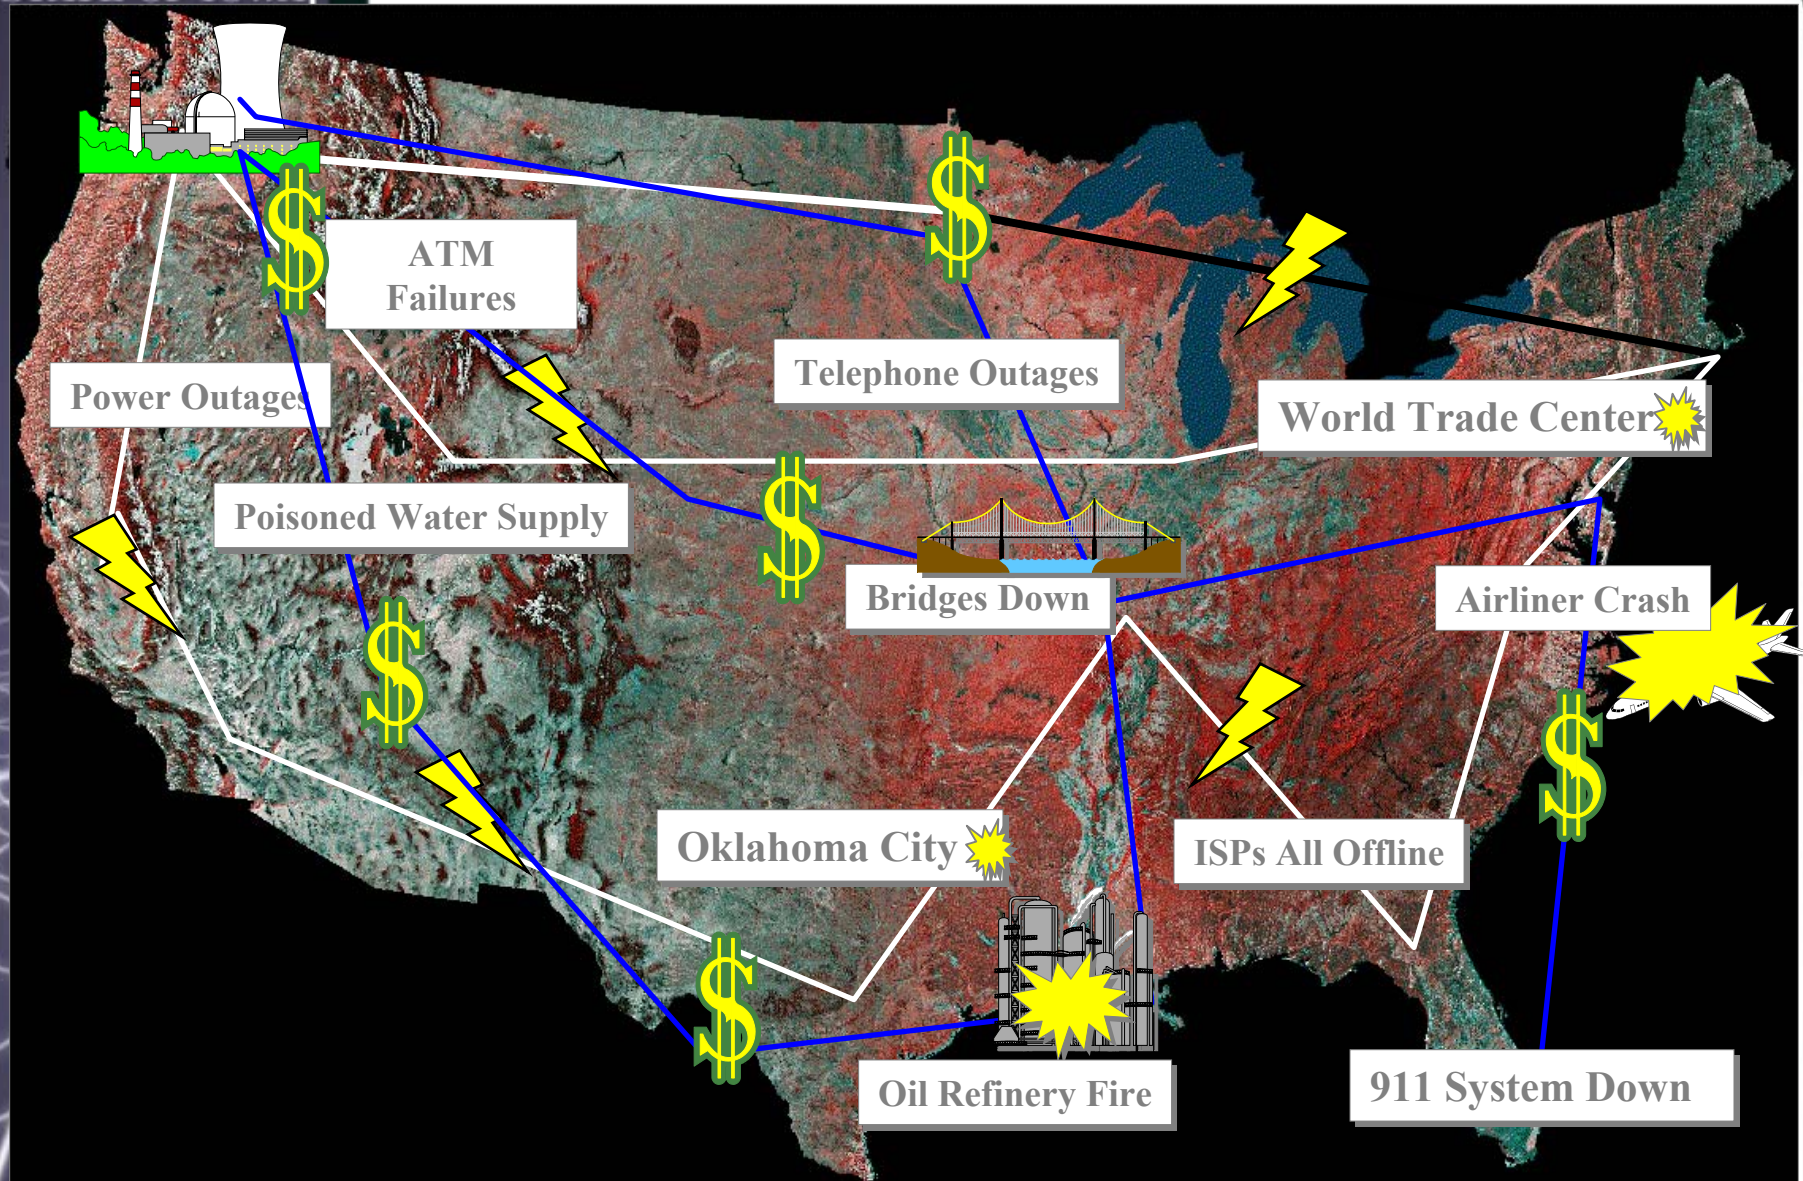 ATM
Failures
Telephone Outages
Power Outages
World Trade Center
Poisoned Water Supply
Bridges Down
Airliner Crash
Oklahoma City
ISPs All Offline
Oil Refinery Fire
911 System Down